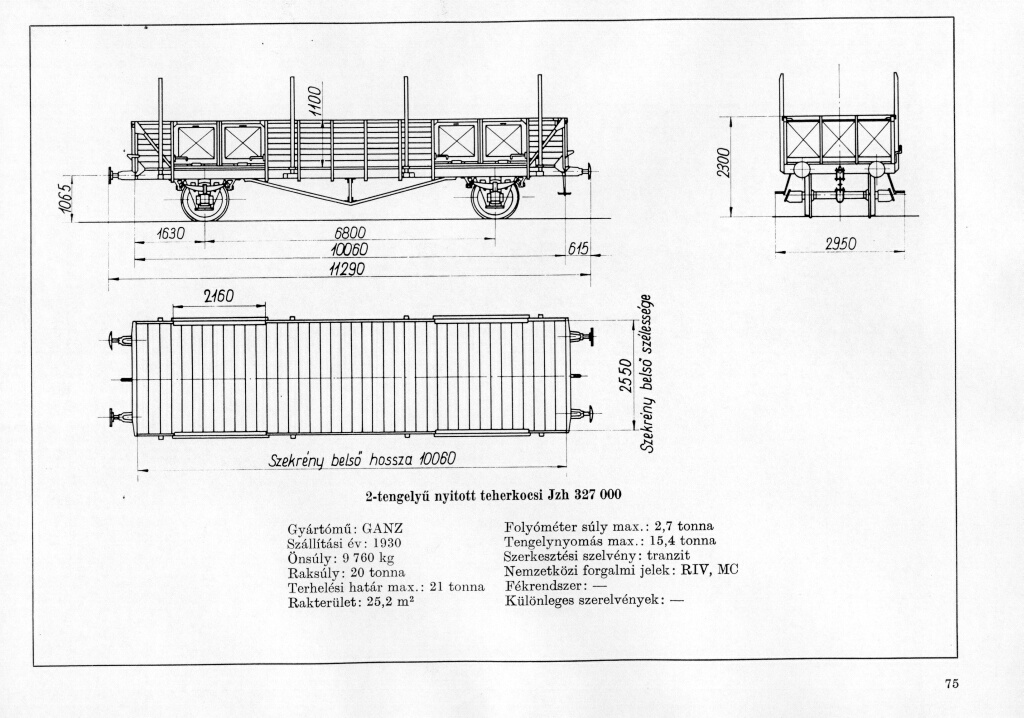 1100
1065
1630
6800
10060
615
11290
2300
2950
2160
2550
Szekrény belső szélessége
Szekrény belső hossza 10060
2-tengelyű nyitott teherkocsi Jzh 327 000
Gyártómű: GANZ
Szállítási év: 1930
Önsúly: 9 760 kg
Raksúly: 20 tonna
Terhelési határ max.: 21 tonna
Rakterület: 25,2 m²
Folyóméter súly max.: 2,7 tonna
Tengelynyomás max.: 15,4 tonna
Szerkesztési szelvény: tranzit
Nemzetközi forgalmi jelek: RIV, MC
Fékrendszer: —
Különleges szerelvények: —
75